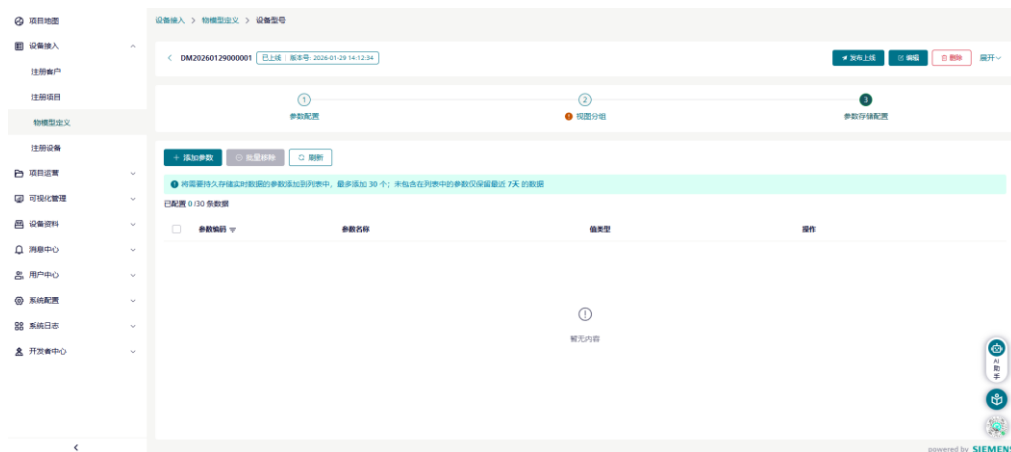 项目地图
设备接入
注册客户
注册项目
物模型定义
注册设备
项目运营
可视化管理
设备资料
消息中心
用户中心
系统配置
系统日志
开发者中心
设备接入 > 物模型定义 > 设备型号
DM20260129000001 已上线 | 版本号: 2026-01-29 14:12:34
发布上线 编辑 删除 展开
1 2 3
参数配置 视图分组 参数存储配置
+ 添加参数 批量移除 刷新
将需要持久存储实时数据的参数添加到列表中，最多添加 30 个；未包含在列表中的参数仅保留最近 7天 的数据
已配置 0 /30 条数据
参数编码 参数名称 值类型 操作
暂无内容
AI
助
手
powered by SIEMENS